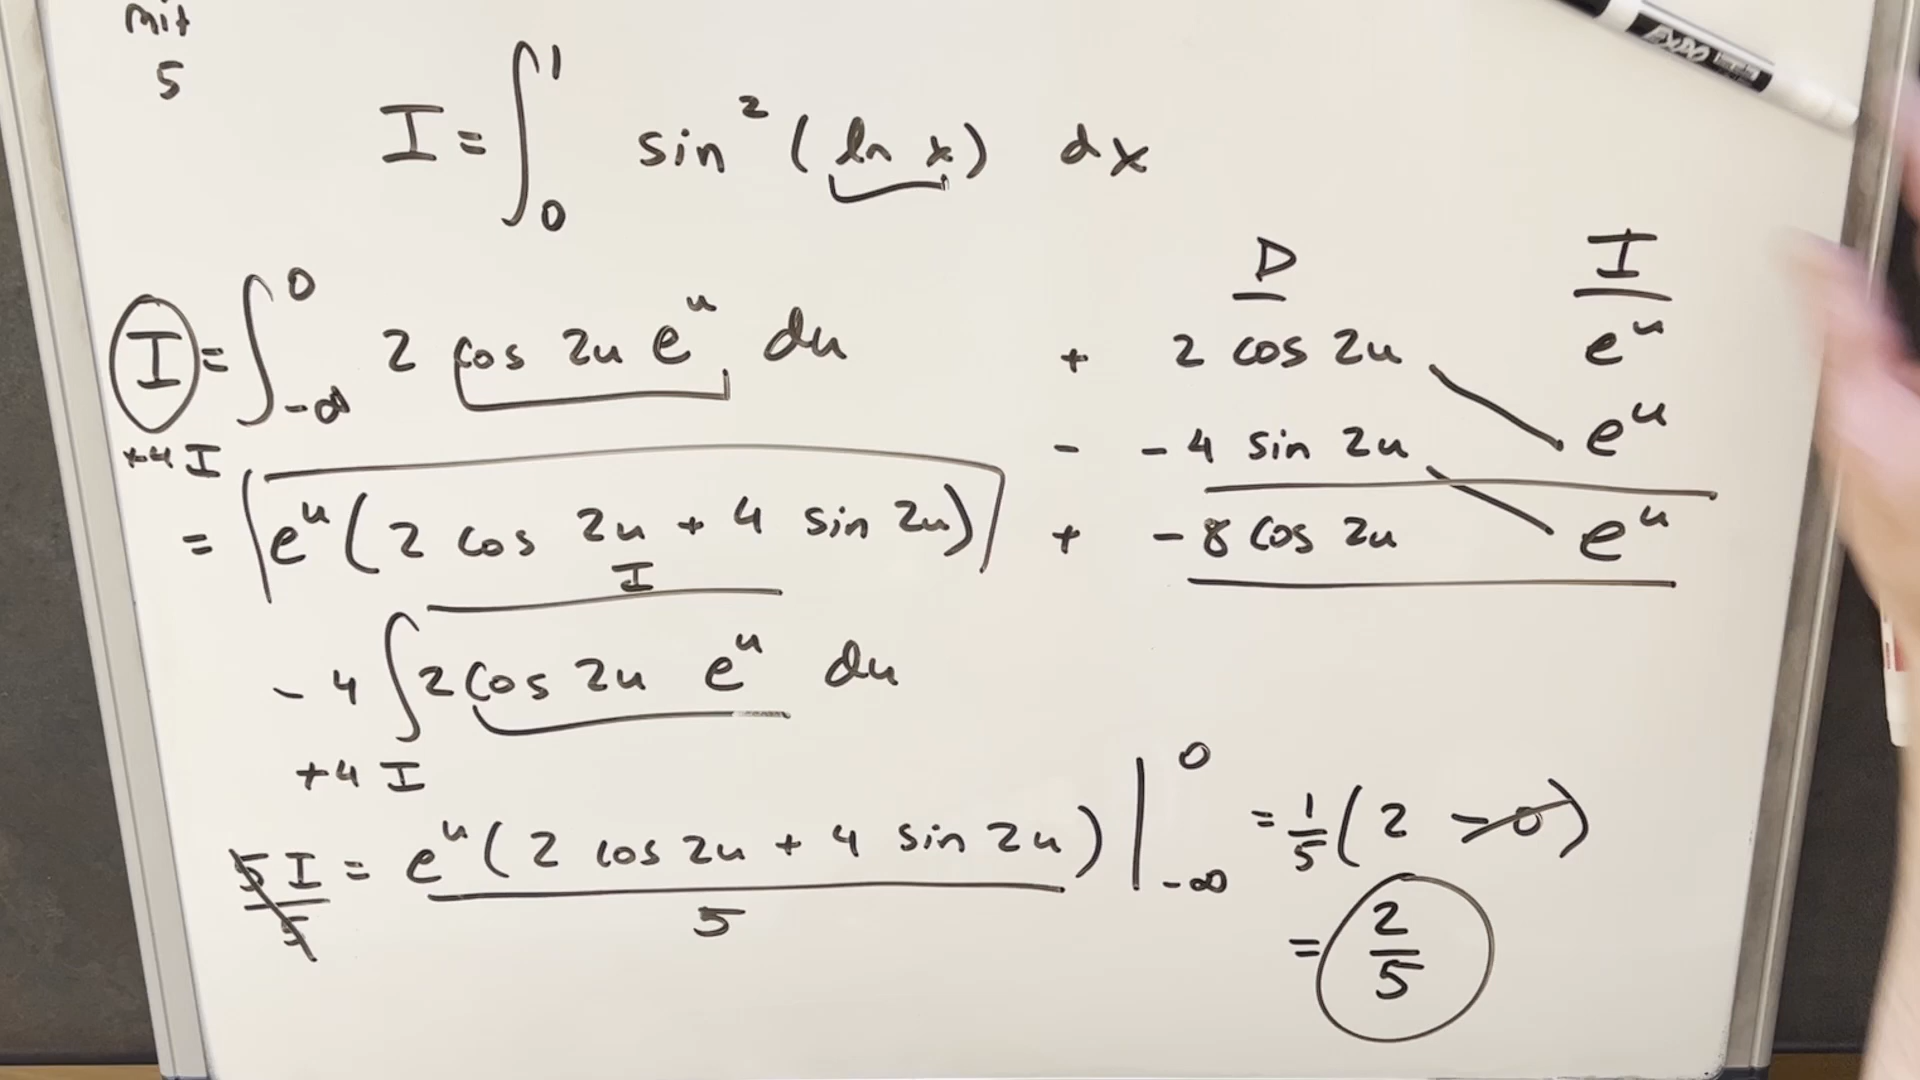 mit
5
I = ∫₀¹ sin² (ln x) dx
I = ∫₋∞⁰ 2 cos 2u eᵘ du
+4 I
= eᵘ (2 cos 2u + 4 sin 2u)
I
- 4 ∫ 2 cos 2u eᵘ du
+4 I
5I/5 = eᵘ (2 cos 2u + 4 sin 2u)/5 |₋∞⁰ = 1/5 (2 - 0)
= 2/5
D I
+ 2 cos 2u eᵘ
- -4 sin 2u eᵘ
+ -8 cos 2u eᵘ
EXPO